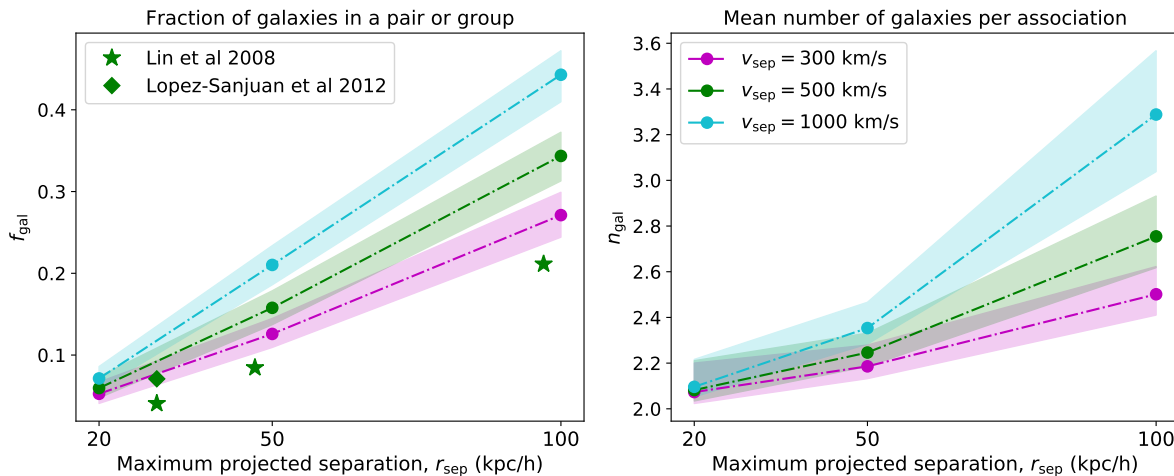 Fraction of galaxies in a pair or group
Lin et al 2008
Lopez-Sanjuan et al 2012
0.4
0.3
0.2
0.1
f_gal
20
50
100
Maximum projected separation, r_sep (kpc/h)
Mean number of galaxies per association
v_sep = 300 km/s
v_sep = 500 km/s
v_sep = 1000 km/s
3.6
3.4
3.2
3.0
2.8
2.6
2.4
2.2
2.0
n_gal
20
50
100
Maximum projected separation, r_sep (kpc/h)